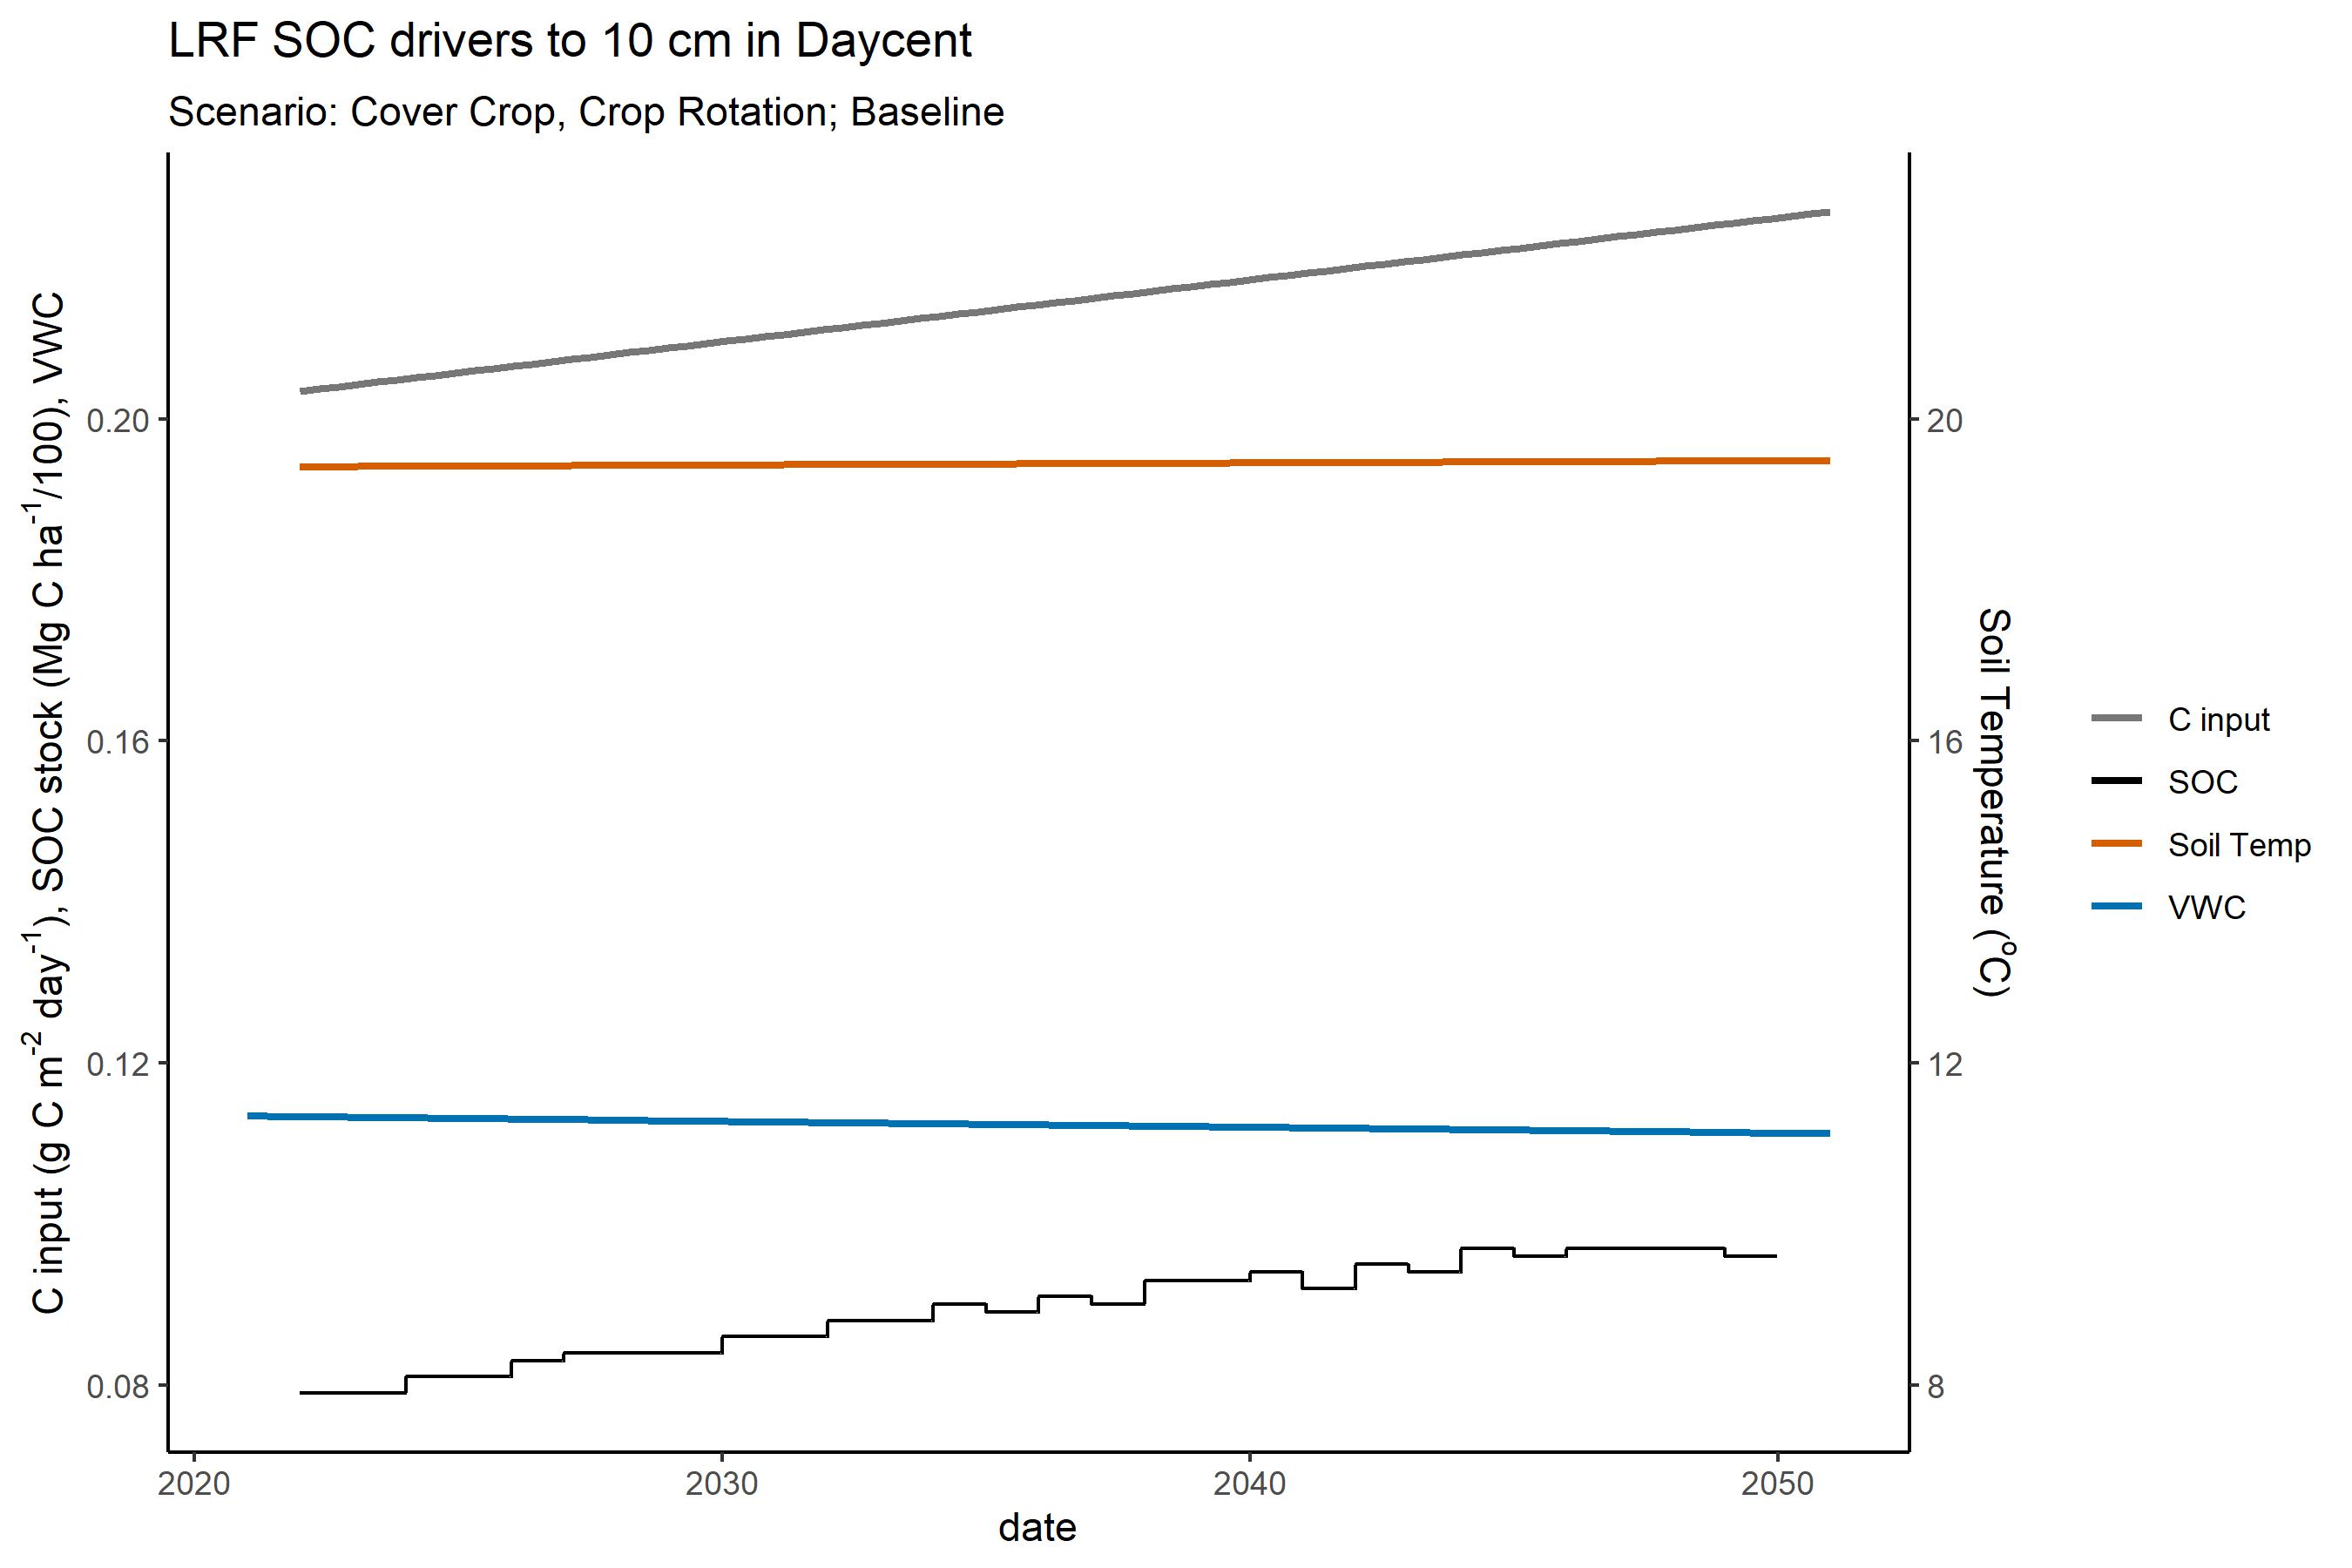 LRF SOC drivers to 10 cm in Daycent
Scenario: Cover Crop, Crop Rotation; Baseline
C input (g C m⁻² day⁻¹), SOC stock (Mg C ha⁻¹/100), VWC
0.20
0.16
0.12
0.08
20
16
12
8
Soil Temperature (⁰C)
C input
SOC
Soil Temp
VWC
2020
2030
2040
2050
date